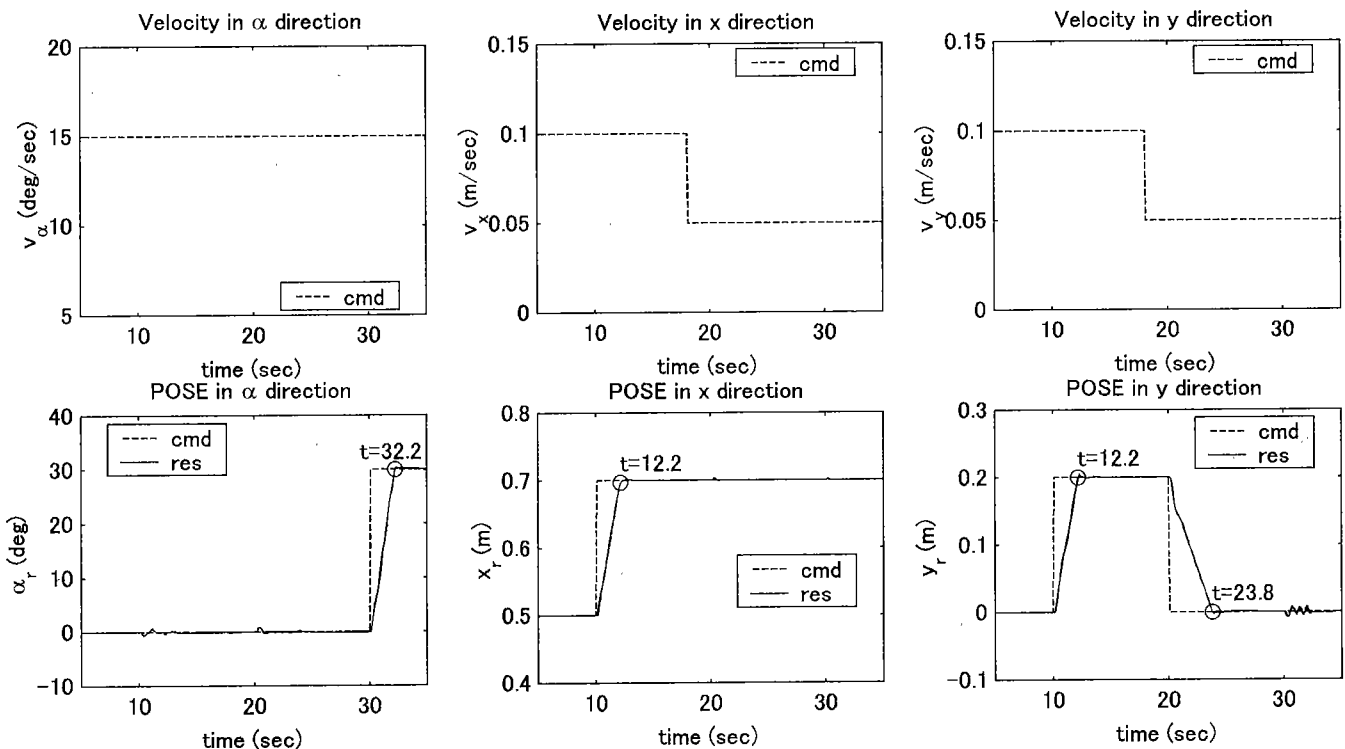 Velocity in α direction
20
15
10
5
v_α (deg/sec)
cmd
10
20
30
time (sec)
Velocity in x direction
0.15
0.1
0.05
0
v_x (m/sec)
cmd
10
20
30
time (sec)
Velocity in y direction
0.15
0.1
0.05
0
v_y (m/sec)
cmd
10
20
30
time (sec)
POSE in α direction
40
30
20
10
0
-10
α_r (deg)
cmd
res
t=32.2
10
20
30
time (sec)
POSE in x direction
0.8
0.7
0.6
0.5
0.4
x_r (m)
t=12.2
cmd
res
10
20
30
time (sec)
POSE in y direction
0.3
0.2
0.1
0
-0.1
y_r (m)
cmd
res
t=12.2
t=23.8
10
20
30
time (sec)